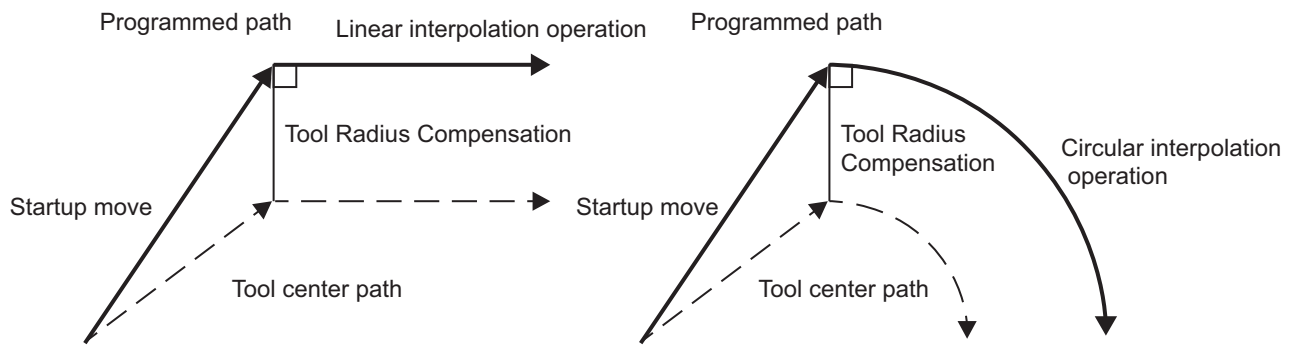 Programmed path
Linear interpolation operation
Tool Radius Compensation
Startup move
Tool center path
Programmed path
Tool Radius
Compensation
Circular interpolation
operation
Startup move
Tool center path